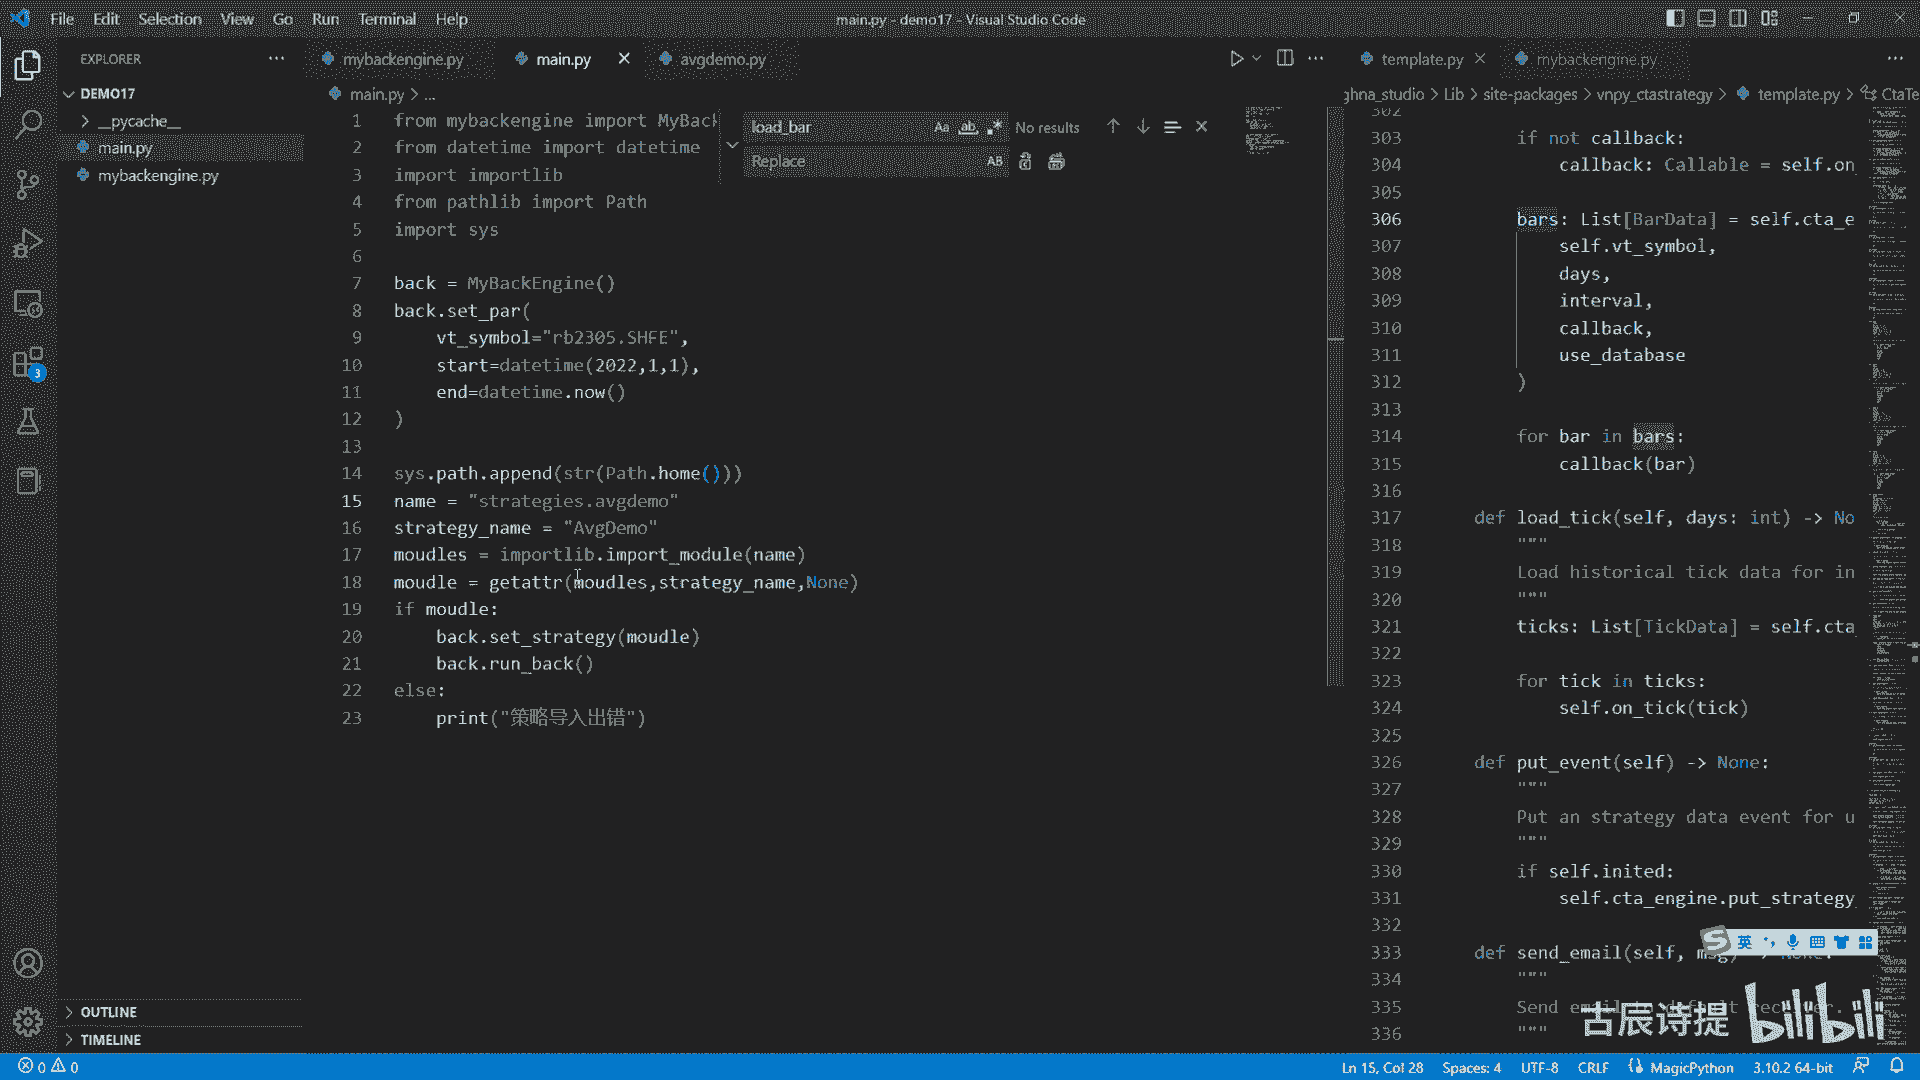 File Edit Selection View Go Run Terminal Help
main.py - demo17 - Visual Studio Code
EXPLORER
DEMO17
__pycache__
main.py
mybackengine.py
OUTLINE
TIMELINE
3
mybackengine.py
main.py
avgdemo.py
main.py > ...
load_bar
Aa
ab
No results
Replace
AB
1 from mybackengine import MyBack
2 from datetime import datetime
3 import importlib
4 from pathlib import Path
5 import sys
6
7 back = MyBackEngine()
8 back.set_par(
9 vt_symbol="rb2305.SHFE",
10 start=datetime(2022,1,1),
11 end=datetime.now()
12 )
13
14 sys.path.append(str(Path.home()))
15 name = "strategies.avgdemo"
16 strategy_name = "AvgDemo"
17 moudles = importlib.import_module(name)
18 moudle = getattr(moudles,strategy_name,None)
19 if moudle:
20 back.set_strategy(moudle)
21 back.run_back()
22 else:
23 print("策略导入出错")
template.py
mybackengine.py
ghna_studio > Lib > site-packages > vnpy_ctastrategy > template.py > CtaTe
302
303 if not callback:
304 callback: Callable = self.on_
305
306 bars: List[BarData] = self.cta_e
307 self.vt_symbol,
308 days,
309 interval,
310 callback,
311 use_database
312 )
313
314 for bar in bars:
315 callback(bar)
316
317 def load_tick(self, days: int) -> No
318 """
319 Load historical tick data for in
320 """
321 ticks: List[TickData] = self.cta_
322
323 for tick in ticks:
324 self.on_tick(tick)
325
326 def put_event(self) -> None:
327 """
328 Put an strategy data event for u
329 """
330 if self.inited:
331 self.cta_engine.put_strategy_
332
333 def send_email(self, msg) -> None:
334 """
335 Send email to default receiver.
336 """
英
古辰诗提 bilibili
0 0
Ln 15, Col 28 Spaces: 4 UTF-8 CRLF MagicPython 3.10.2 64-bit